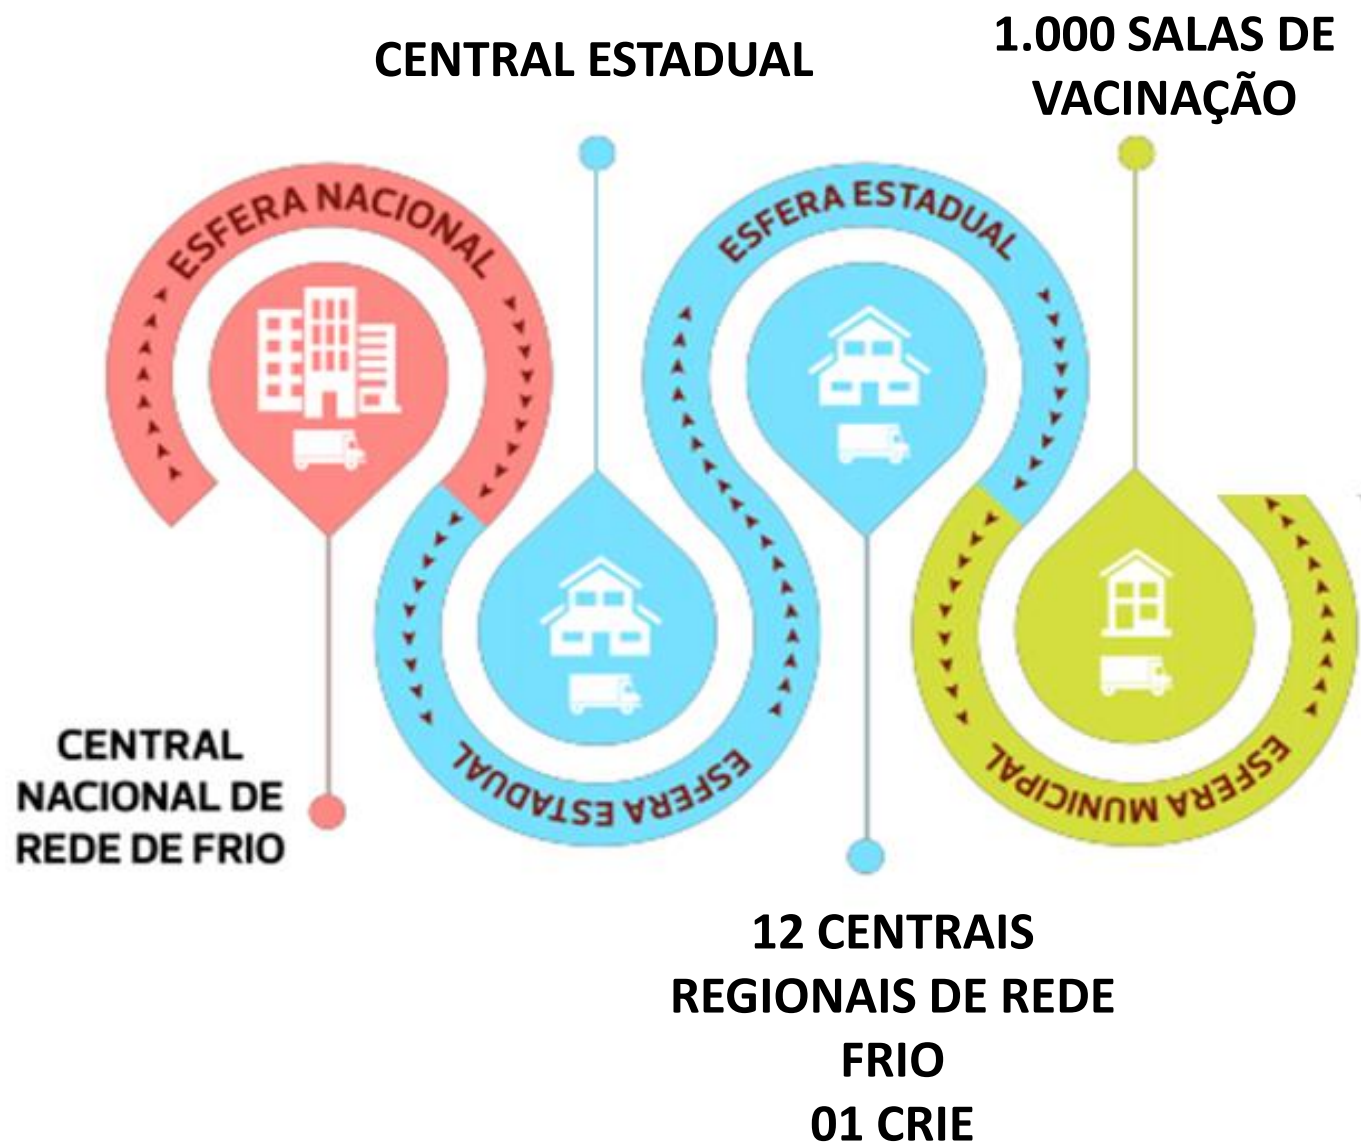 CENTRAL ESTADUAL
1.000 SALAS DE
VACINAÇÃO
ESFERA NACIONAL
ESFERA ESTADUAL
CENTRAL
NACIONAL DE
REDE DE FRIO
ESFERA ESTADUAL
ESFERA MUNICIPAL
12 CENTRAIS
REGIONAIS DE REDE
FRIO
01 CRIE